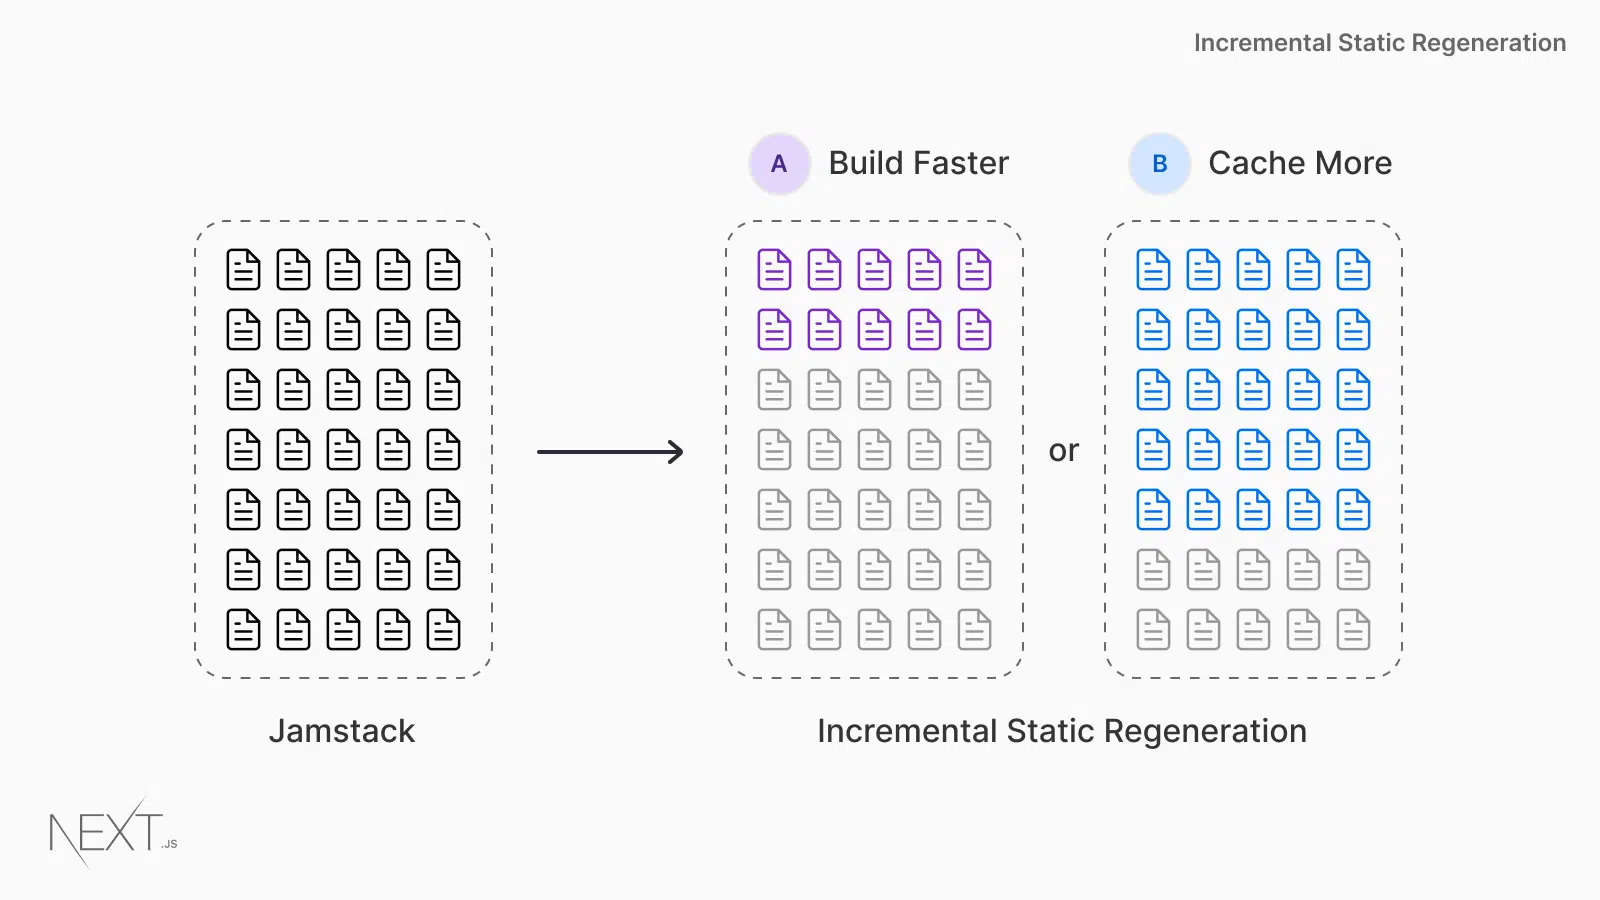 Incremental Static Regeneration
A Build Faster
B Cache More
or
Jamstack
Incremental Static Regeneration
NEXT.JS